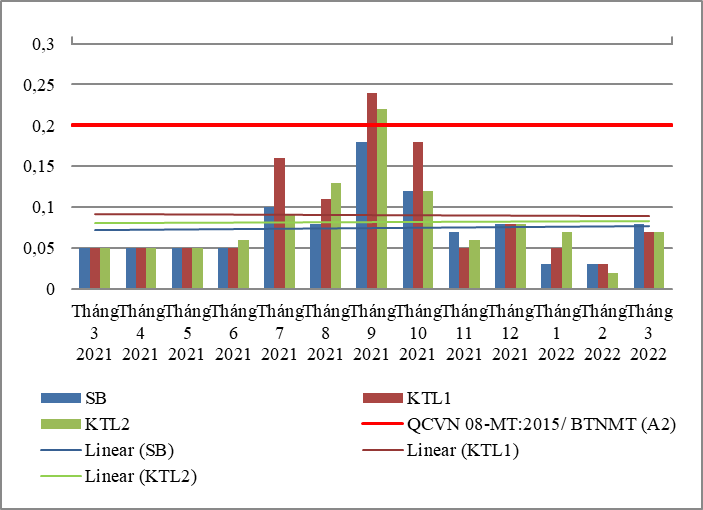 0,3
0,25
0,2
0,15
0,1
0,05
0
Tháng 3 2021
Tháng 4 2021
Tháng 5 2021
Tháng 6 2021
Tháng 7 2021
Tháng 8 2021
Tháng 9 2021
Tháng 10 2021
Tháng 11 2021
Tháng 12 2021
Tháng 1 2022
Tháng 2 2022
Tháng 3 2022
SB
KTL1
KTL2
QCVN 08-MT:2015/ BTNMT (A2)
Linear (SB)
Linear (KTL1)
Linear (KTL2)